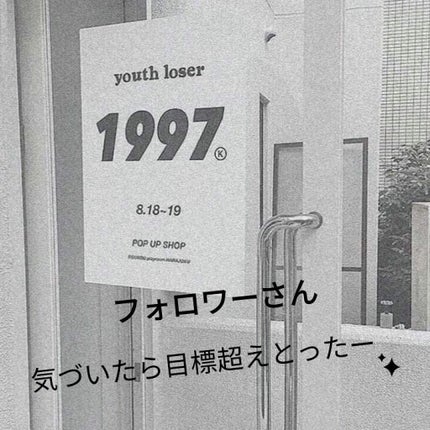 youth loser
1997
Ⓚ
8.18~19
POP UP SHOP
フォロワーさん
気づいたら目標超えとったー